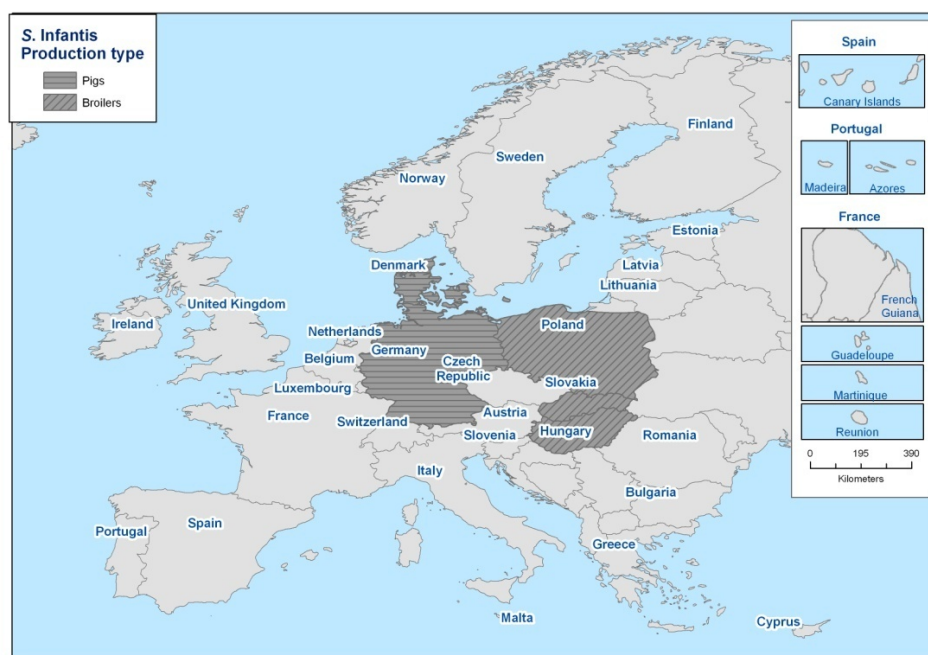 S. Infantis
Production type
Pigs
Broilers
Spain
Canary Islands
Portugal
Madeira
Azores
France
French
Guiana
Guadeloupe
Martinique
Reunion
0 195 390
Kilometers
Finland
Sweden
Norway
Estonia
Denmark
Latvia
Lithuania
United Kingdom
Ireland
Netherlands
Poland
Germany
Belgium
Czech
Republic
Slovakia
Luxembourg
France
Switzerland
Austria
Slovenia
Hungary
Romania
Italy
Bulgaria
Portugal
Spain
Greece
Malta
Cyprus